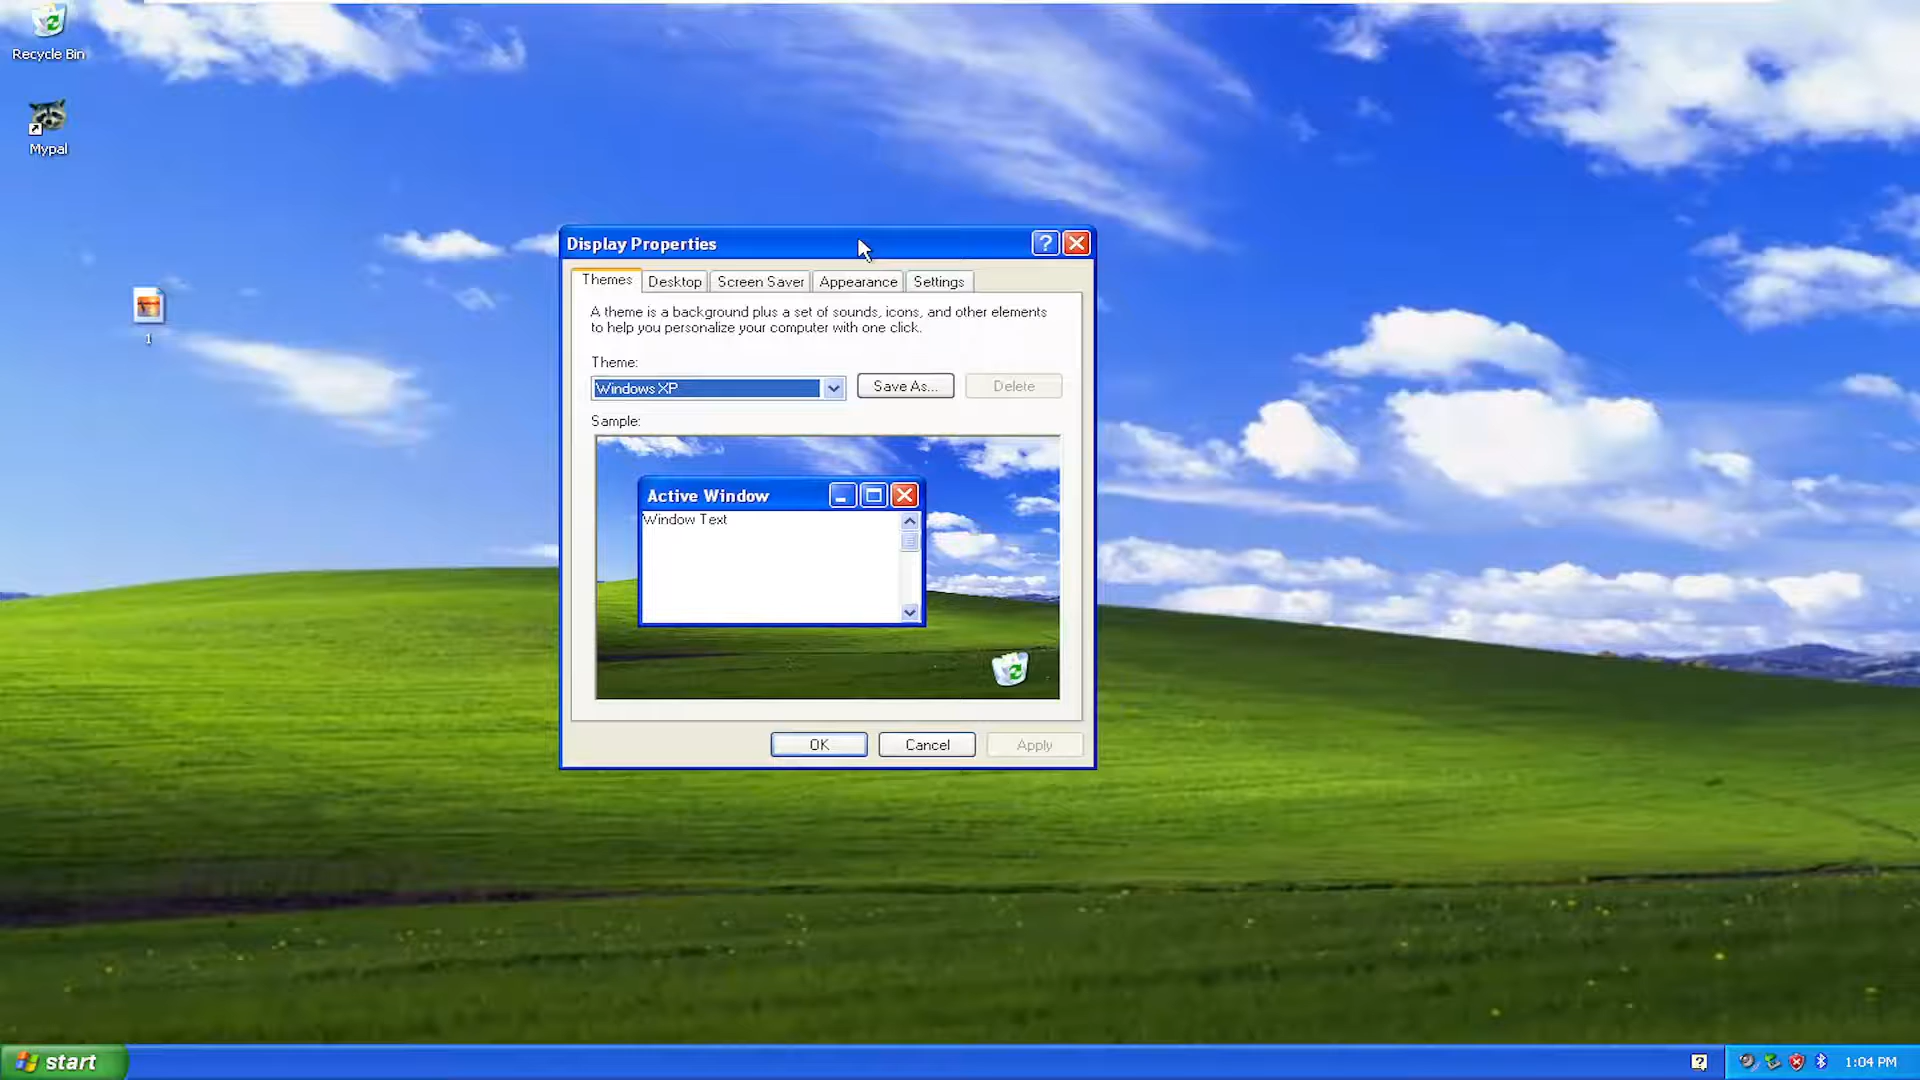 Recycle Bin
Mypal
1
Display Properties
Themes
Desktop
Screen Saver
Appearance
Settings
A theme is a background plus a set of sounds, icons, and other elements
to help you personalize your computer with one click.
Theme:
Windows XP
Save As...
Delete
Sample:
Active Window
Window Text
OK
Cancel
Apply
start
1:04 PM